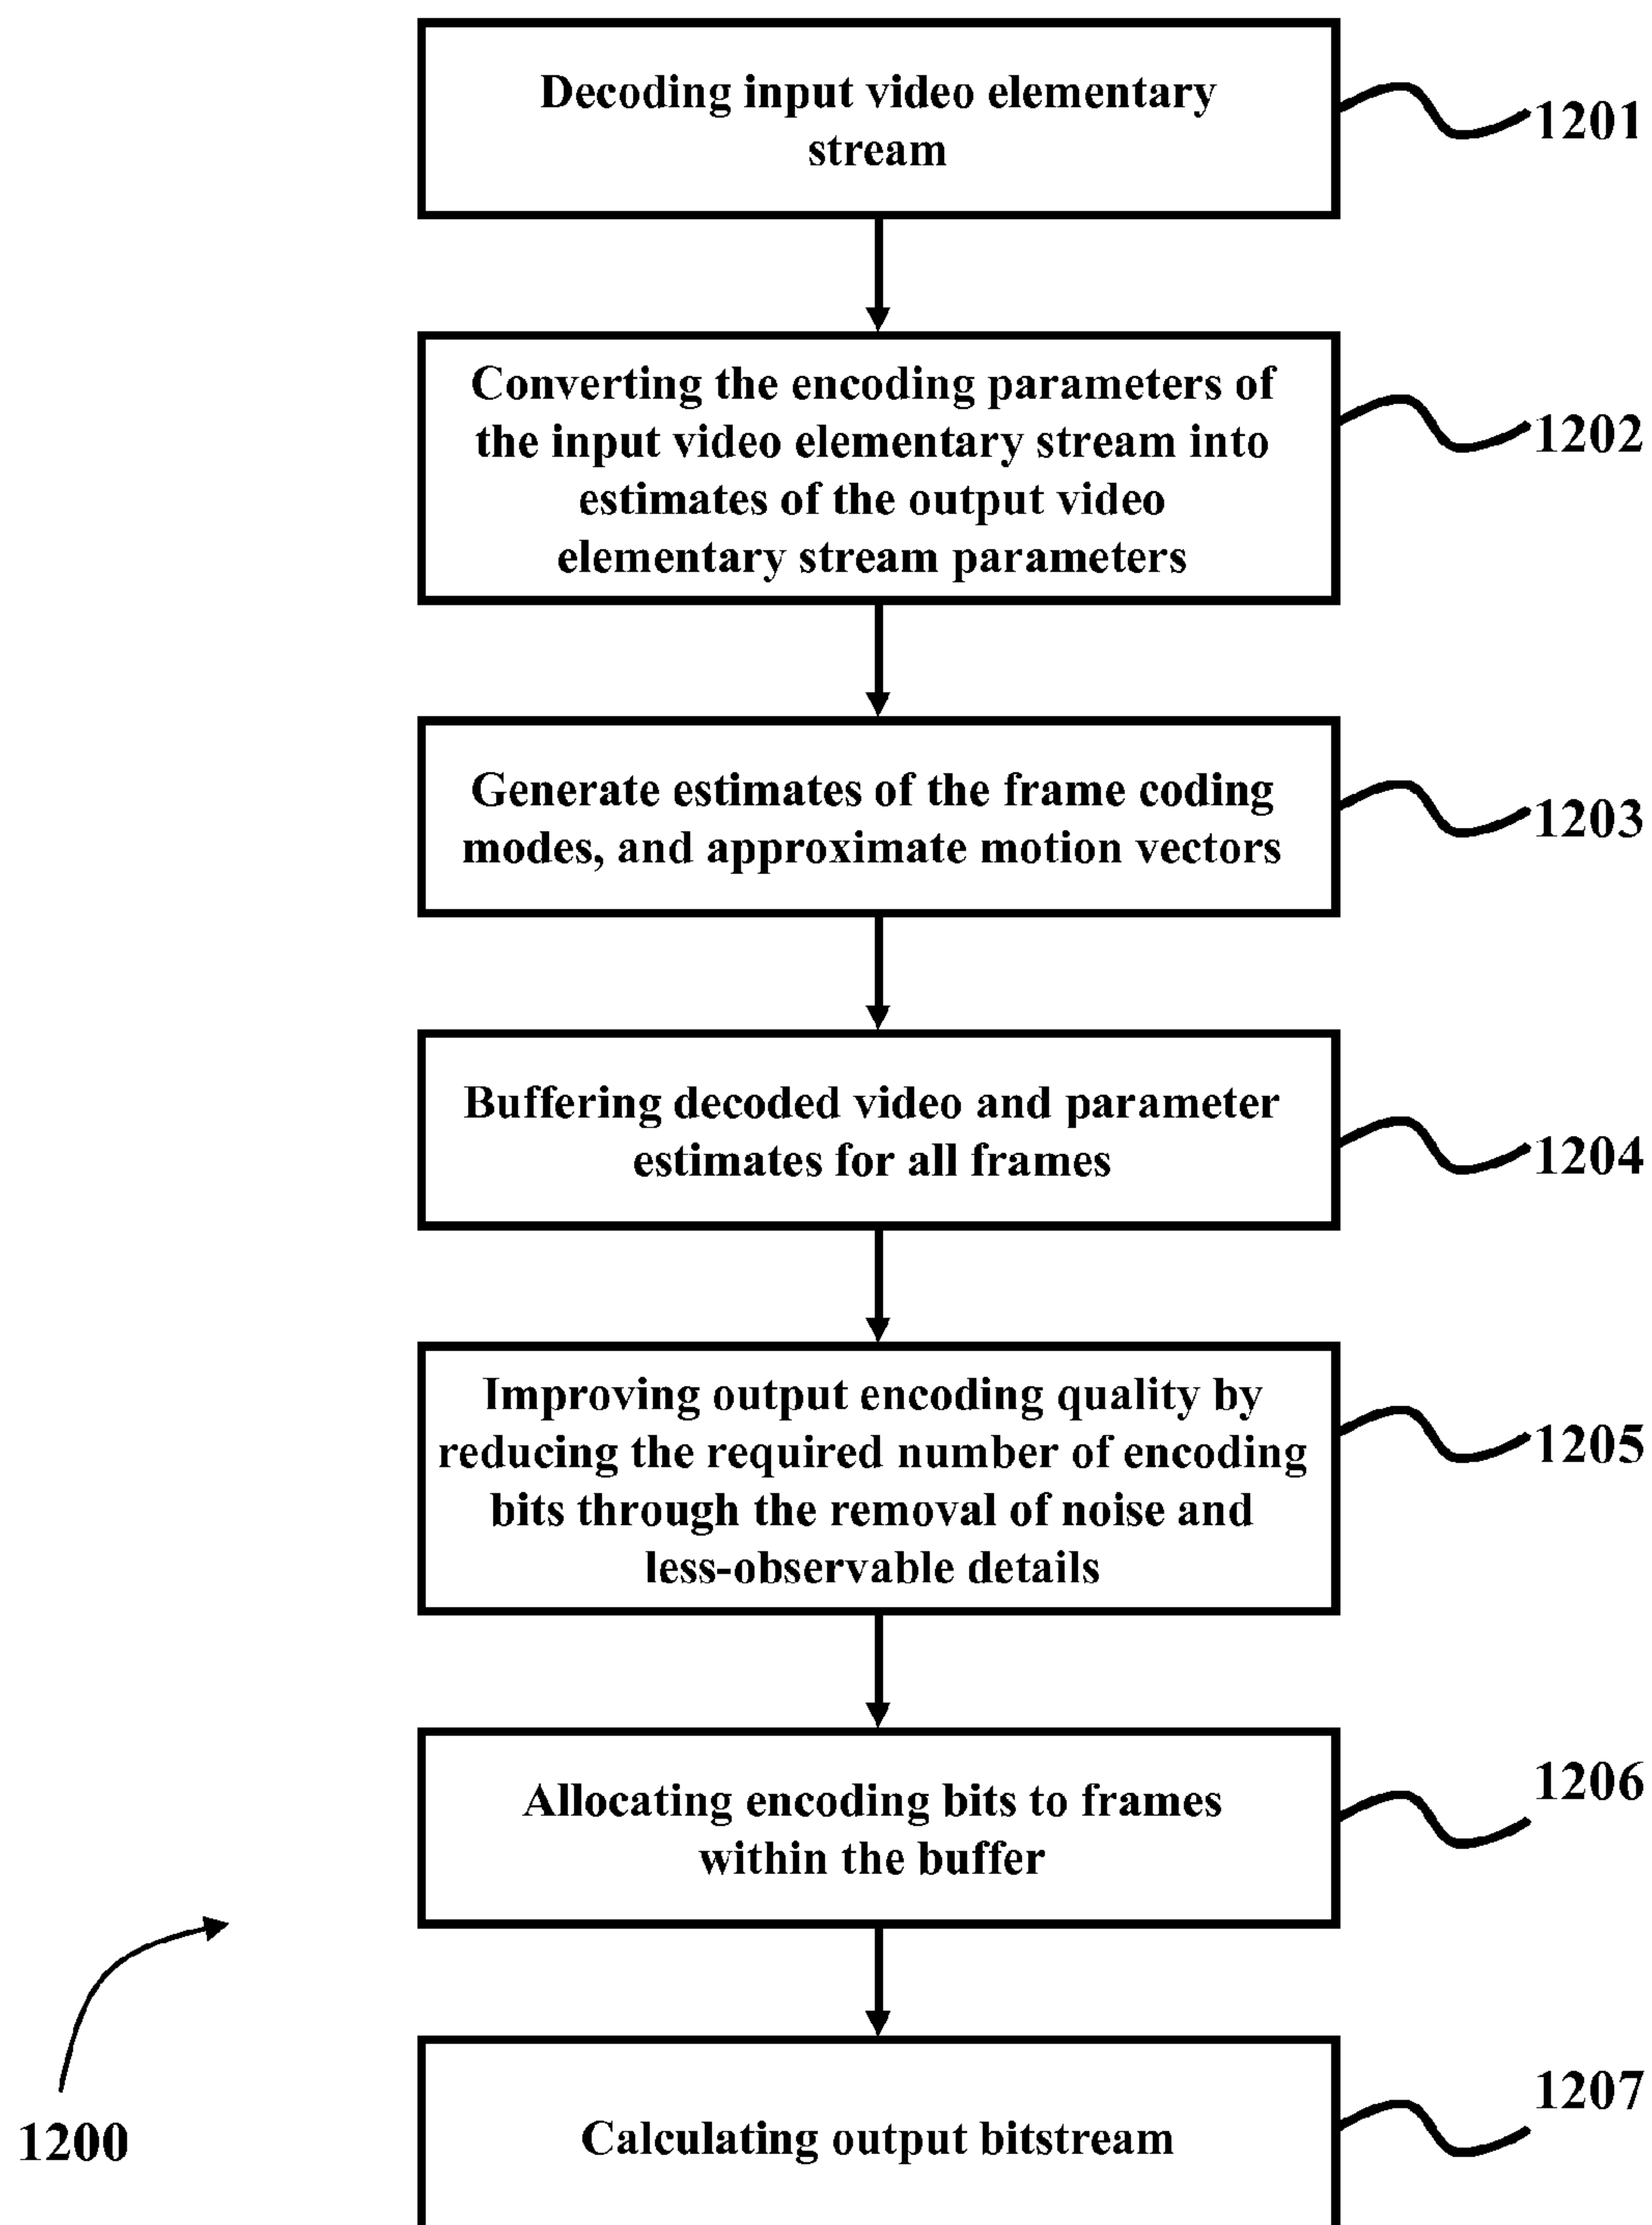 Decoding input video elementary
stream
1201
Converting the encoding parameters of
the input video elementary stream into
estimates of the output video
elementary stream parameters
1202
Generate estimates of the frame coding
modes, and approximate motion vectors
1203
Buffering decoded video and parameter
estimates for all frames
1204
Improving output encoding quality by
reducing the required number of encoding
bits through the removal of noise and
less-observable details
1205
Allocating encoding bits to frames
within the buffer
1206
Calculating output bitstream
1207
1200